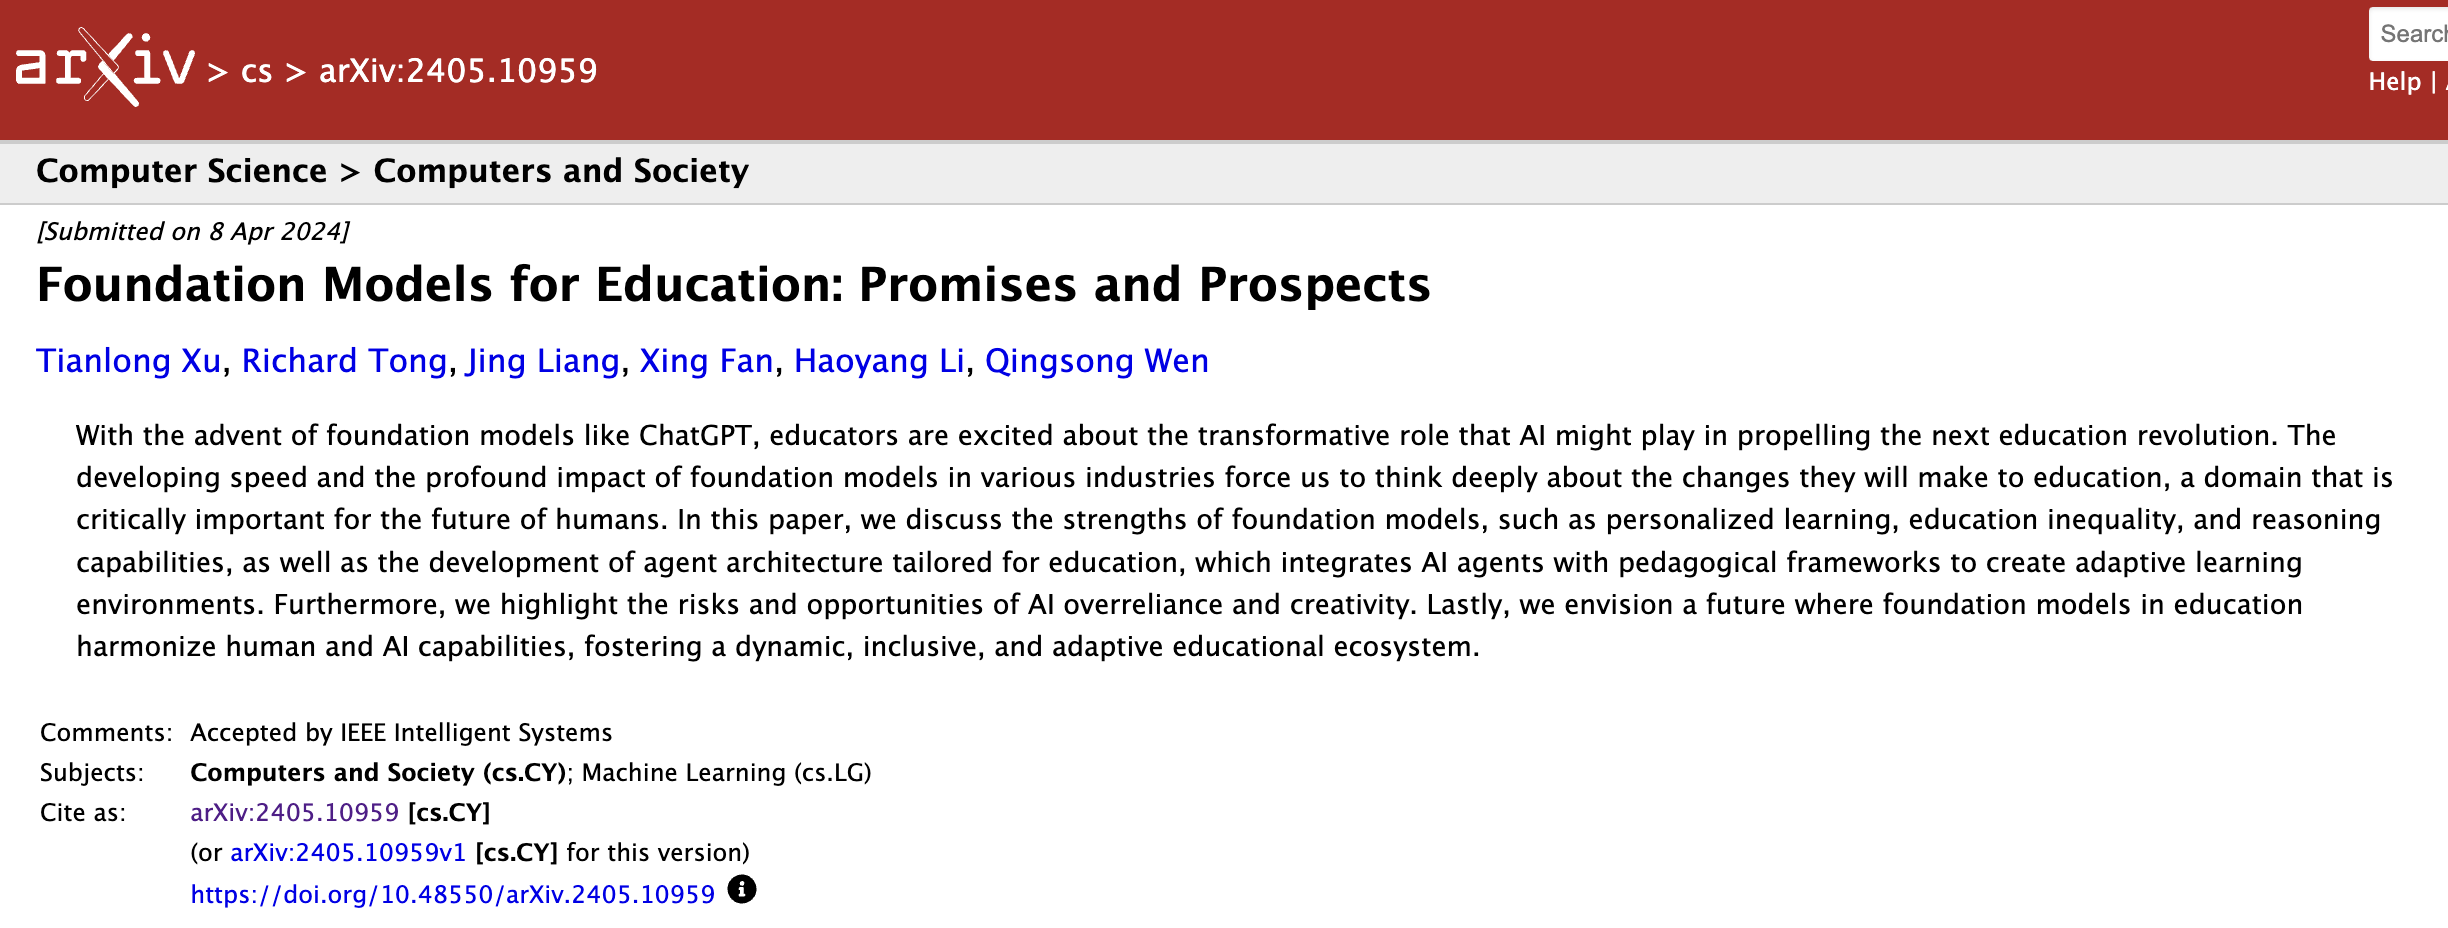 arXiv > cs > arXiv:2405.10959
Search
Help |
Computer Science > Computers and Society
[Submitted on 8 Apr 2024]
Foundation Models for Education: Promises and Prospects
Tianlong Xu, Richard Tong, Jing Liang, Xing Fan, Haoyang Li, Qingsong Wen
With the advent of foundation models like ChatGPT, educators are excited about the transformative role that AI might play in propelling the next education revolution. The
developing speed and the profound impact of foundation models in various industries force us to think deeply about the changes they will make to education, a domain that is
critically important for the future of humans. In this paper, we discuss the strengths of foundation models, such as personalized learning, education inequality, and reasoning
capabilities, as well as the development of agent architecture tailored for education, which integrates AI agents with pedagogical frameworks to create adaptive learning
environments. Furthermore, we highlight the risks and opportunities of AI overreliance and creativity. Lastly, we envision a future where foundation models in education
harmonize human and AI capabilities, fostering a dynamic, inclusive, and adaptive educational ecosystem.
Comments: Accepted by IEEE Intelligent Systems
Subjects: Computers and Society (cs.CY); Machine Learning (cs.LG)
Cite as: arXiv:2405.10959 [cs.CY]
(or arXiv:2405.10959v1 [cs.CY] for this version)
https://doi.org/10.48550/arXiv.2405.10959